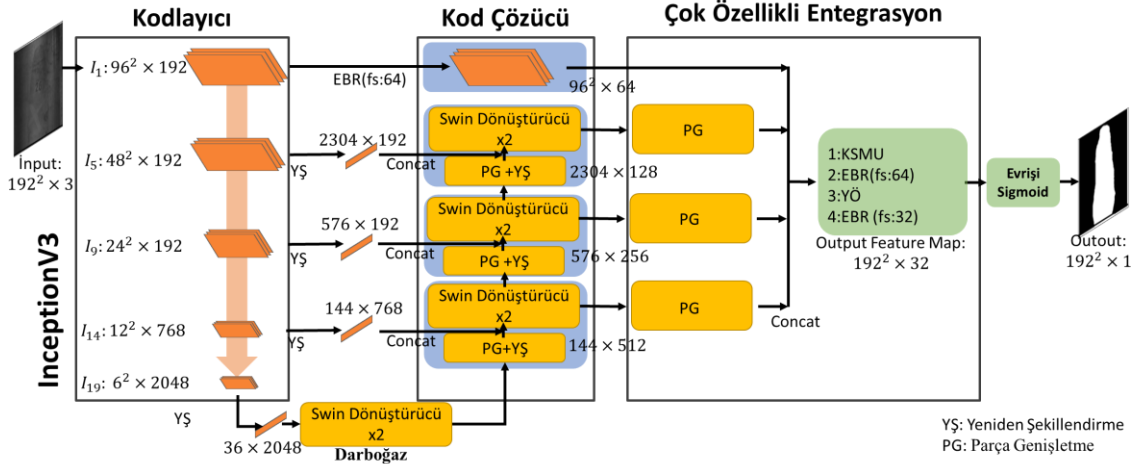 Kodlayıcı
Kod Çözücü
Çok Özellikli Entegrasyon
InceptionV3
İnput:
192² × 3
I₁: 96² × 192
I₅: 48² × 192
I₉: 24² × 192
I₁₄: 12² × 768
I₁₉: 6² × 2048
EBR(fs:64)
96² × 64
YŞ
2304 × 192
Concat
Swin Dönüştürücü
x2
PG +YŞ
2304 × 128
PG
YŞ
576 × 192
Concat
Swin Dönüştürücü
x2
PG +YŞ
576 × 256
PG
YŞ
144 × 768
Concat
Swin Dönüştürücü
x2
PG+YŞ
144 × 512
PG
Concat
YŞ
36 × 2048
Swin Dönüştürücü
x2
Darboğaz
1:KSMU
2:EBR(fs:64)
3:YÖ
4:EBR (fs:32)
Output Feature Map:
192² × 32
Evrişi
Sigmoid
Outout:
192² × 1
YŞ: Yeniden Şekillendirme
PG: Parça Genişletme